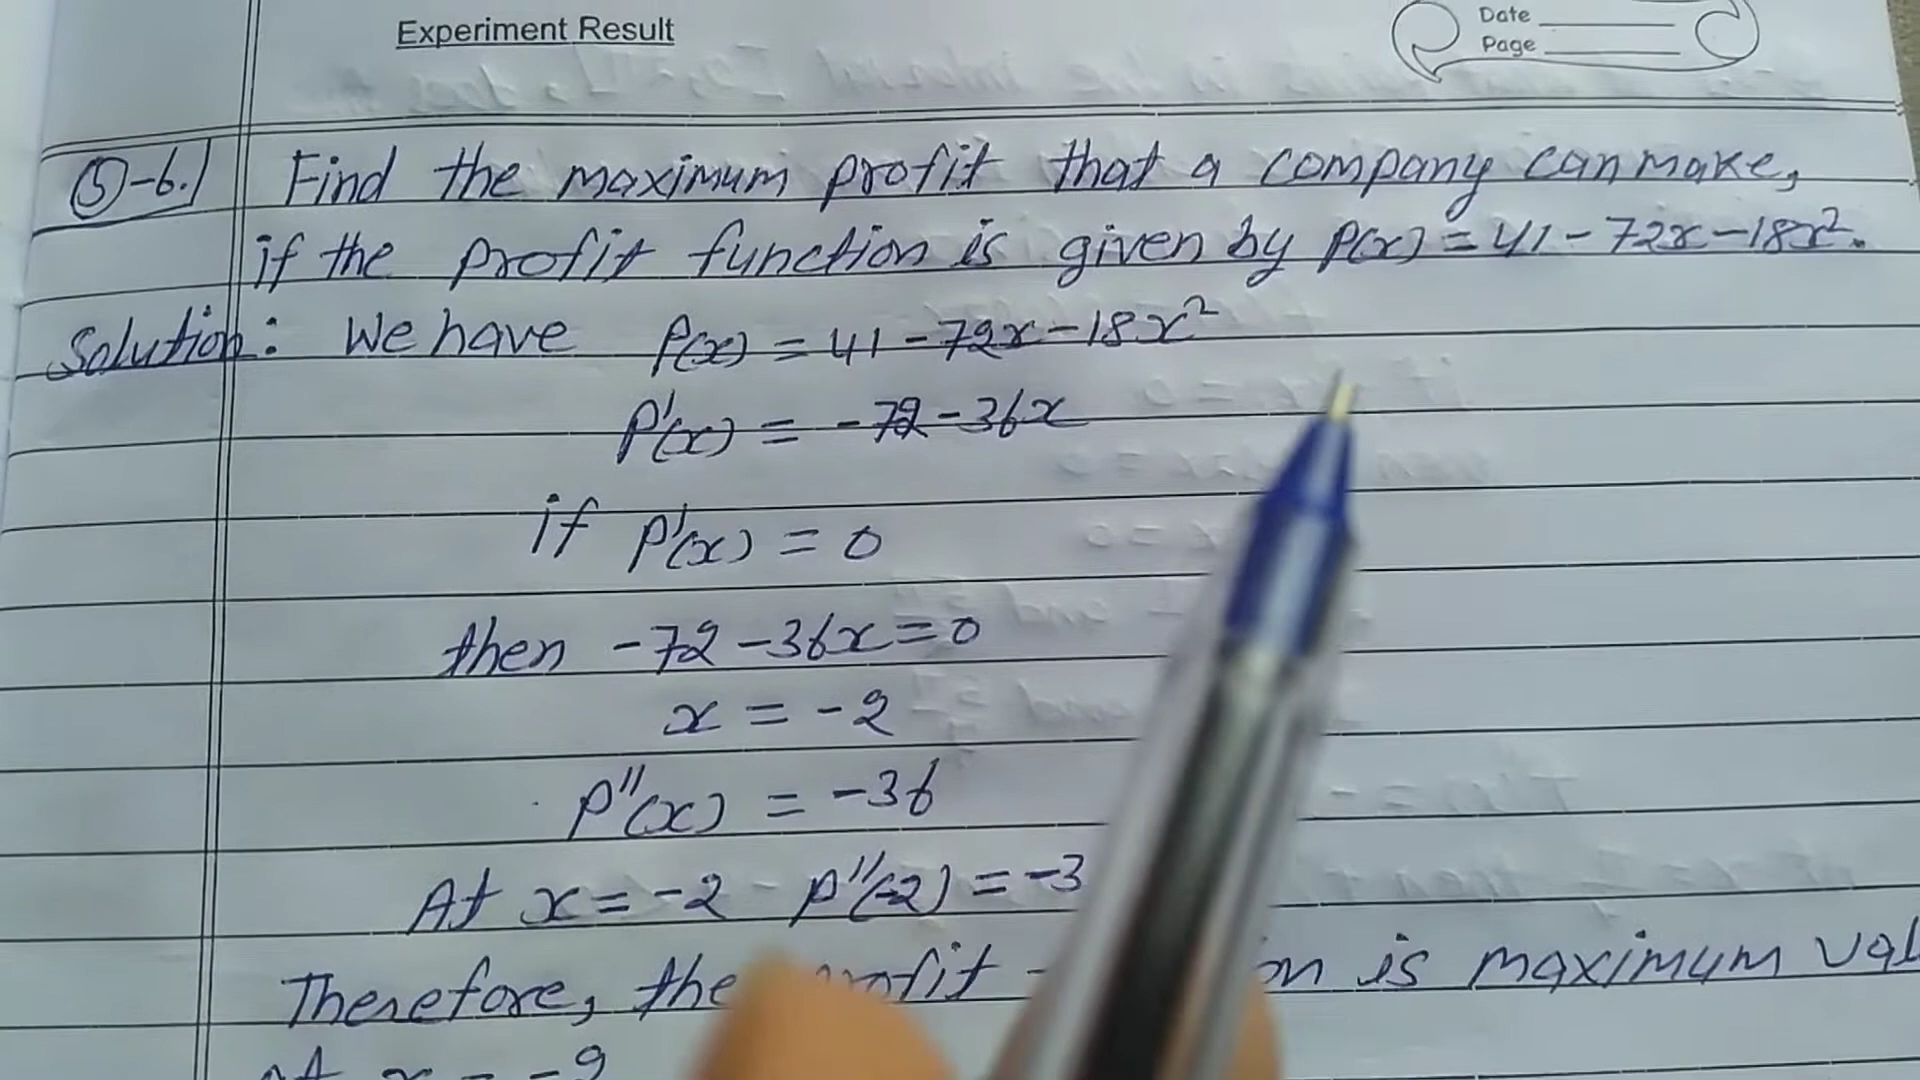 Experiment Result
Date
Page
⑤-6.
Find the maximum profit that a company can make,
if the profit function is given by P(x) = 41 - 72x - 18x².
Solution: We have P(x) = 41 - 72x - 18x²
P'(x) = -72 - 36x
if P'(x) = 0
then -72 - 36x = 0
x = -2
P''(x) = -36
At x = -2 P''(-2) = -3
Therefore, the is maximum
At x = -2